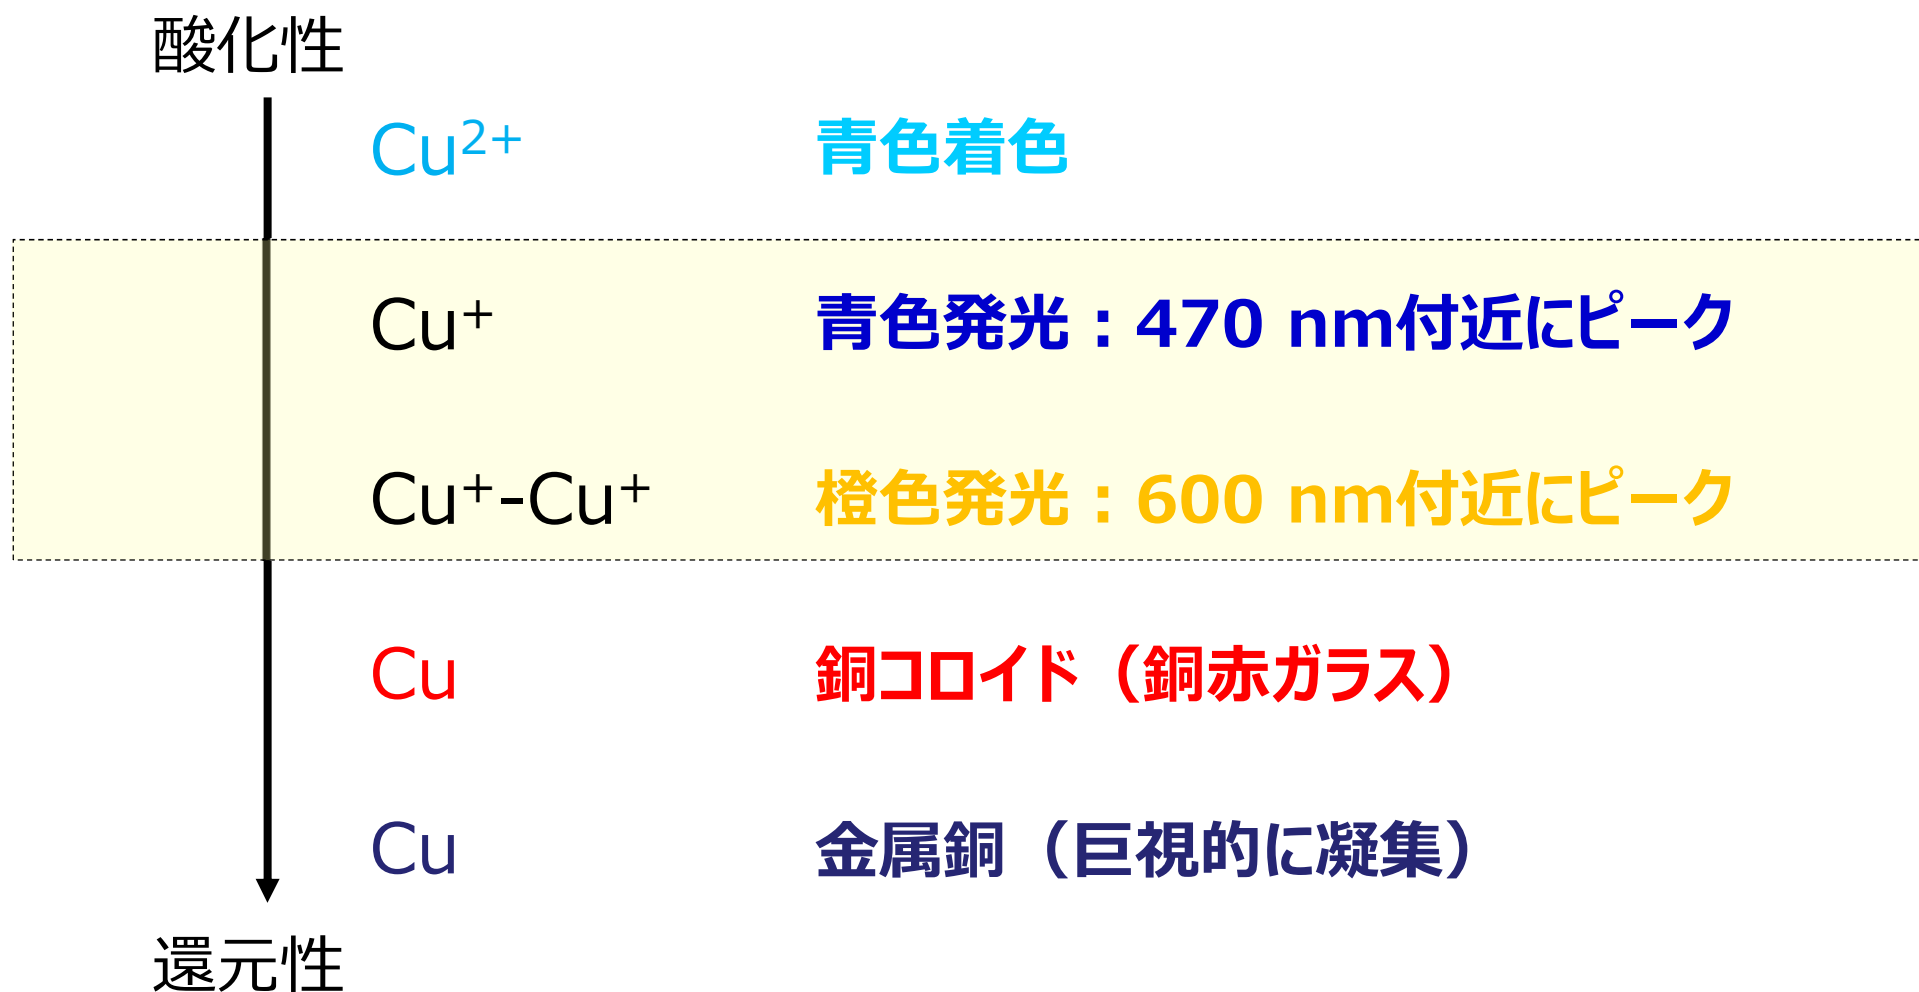 酸化性
Cu²⁺ 青色着色
Cu⁺ 青色発光：470 nm付近にピーク
Cu⁺-Cu⁺ 橙色発光：600 nm付近にピーク
Cu 銅コロイド（銅赤ガラス）
Cu 金属銅（巨視的に凝集）
還元性